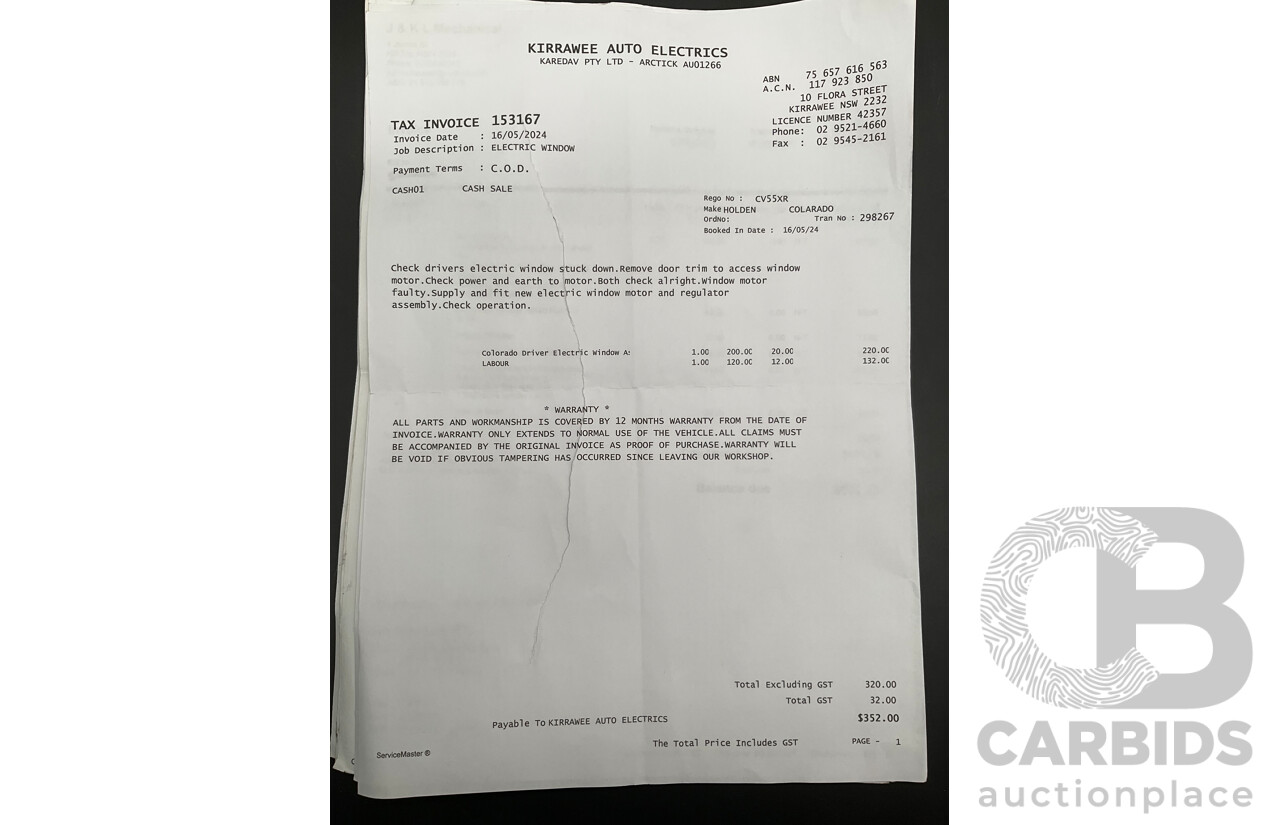 KIRRAWEE AUTO ELECTRICS
KAREDAV PTY LTD - ARCTICK AU01266
ABN 75 657 616 563
A.C.N. 117 923 850
10 FLORA STREET
KIRRAWEE NSW 2232
LICENCE NUMBER 42357
Phone: 02 9521-4660
Fax : 02 9545-2161
TAX INVOICE 153167
Invoice Date : 16/05/2024
Job Description : ELECTRIC WINDOW
Payment Terms : C.O.D.
CASH01 CASH SALE
Rego No : CV55XR
Make HOLDEN COLARADO
OrdNo: Tran No : 298267
Booked In Date : 16/05/24
Check drivers electric window stuck down.Remove door trim to access window
motor.Check power and earth to motor.Both check alright.Window motor
faulty.Supply and fit new electric window motor and regulator
assembly.Check operation.
Colorado Driver Electric Window A: 1.00 200.00 20.00 220.00
LABOUR 1.00 120.00 12.00 132.00
* WARRANTY *
ALL PARTS AND WORKMANSHIP IS COVERED BY 12 MONTHS WARRANTY FROM THE DATE OF
INVOICE.WARRANTY ONLY EXTENDS TO NORMAL USE OF THE VEHICLE.ALL CLAIMS MUST
BE ACCOMPANIED BY THE ORIGINAL INVOICE AS PROOF OF PURCHASE.WARRANTY WILL
BE VOID IF OBVIOUS TAMPERING HAS OCCURRED SINCE LEAVING OUR WORKSHOP.
Total Excluding GST 320.00
Total GST 32.00
Payable To KIRRAWEE AUTO ELECTRICS $352.00
The Total Price Includes GST PAGE - 1
ServiceMaster ®
CB
CARBIDS
auctionplace